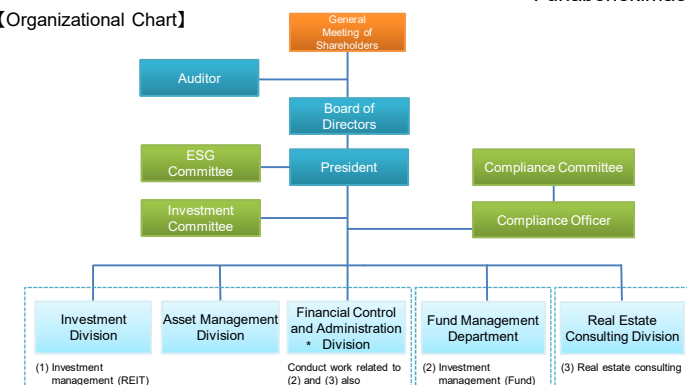 【Organizational Chart】
General
Meeting of
Shareholders
Auditor
Board of
Directors
ESG
Committee
President
Compliance Committee
Investment
Committee
Compliance Officer
Investment
Division
Asset Management
Division
Financial Control
and Administration
* Division
Fund Management
Department
Real Estate
Consulting Division
(1) Investment
management (REIT)
Conduct work related to
(2) and (3) also
(2) Investment
management (Fund)
(3) Real estate consulting